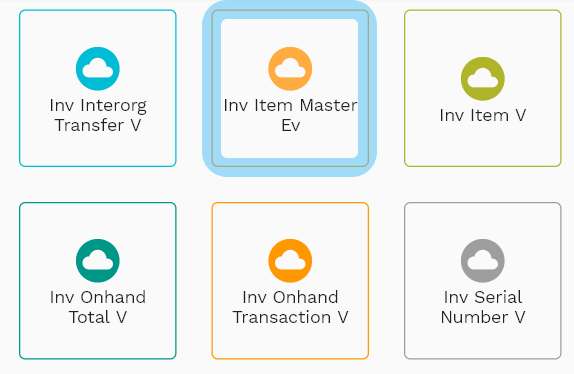 Inv Interorg
Transfer V
Inv Item Master
Ev
Inv Item V
Inv Onhand
Total V
Inv Onhand
Transaction V
Inv Serial
Number V